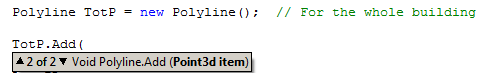 Polyline TotP = new Polyline();  // For the whole building
TotP.Add(
▲2 of 2▼ Void Polyline.Add (Point3d item)